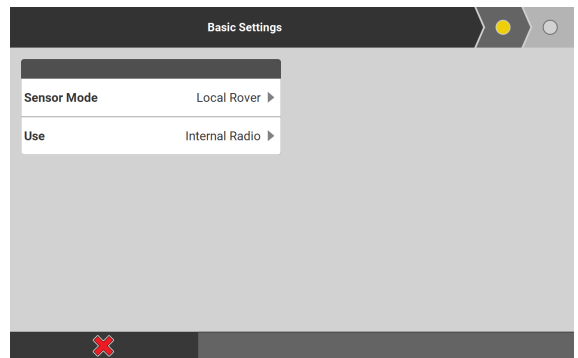 Basic Settings
Sensor Mode Local Rover
Use Internal Radio